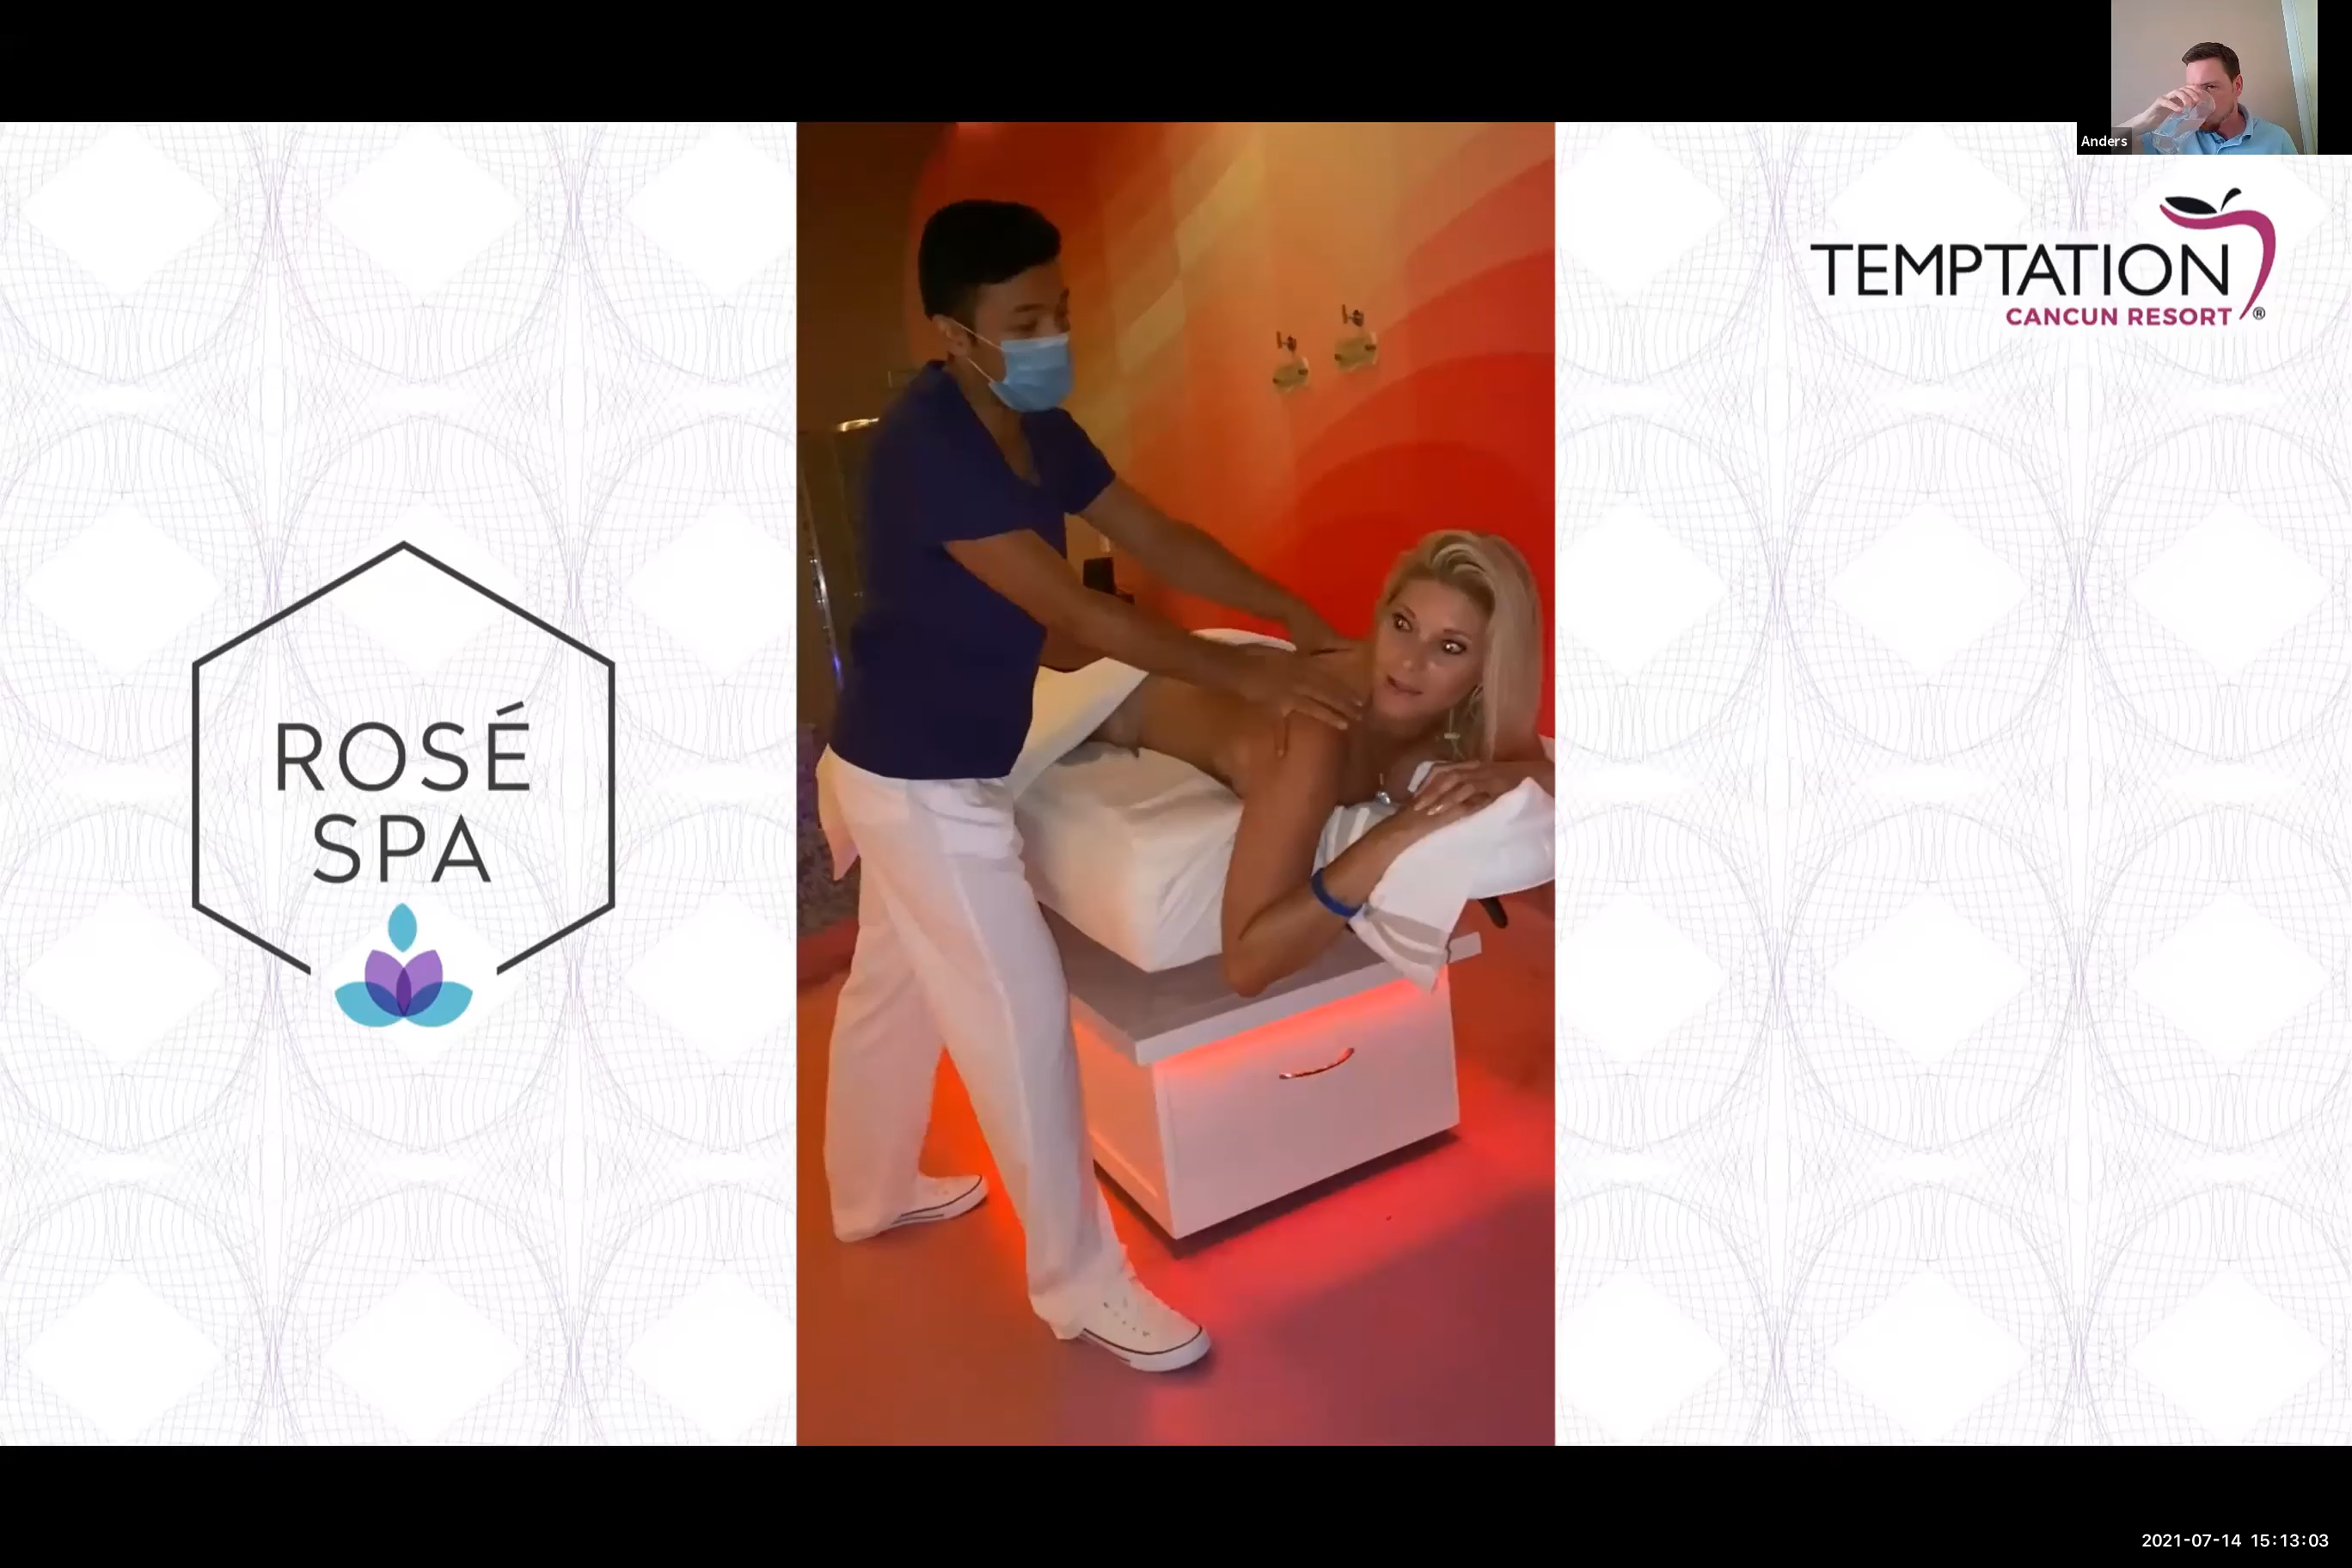 Anders
TEMPTATION
CANCUN RESORT ®
ROSÉ
SPA
2021-07-14 15:13:03